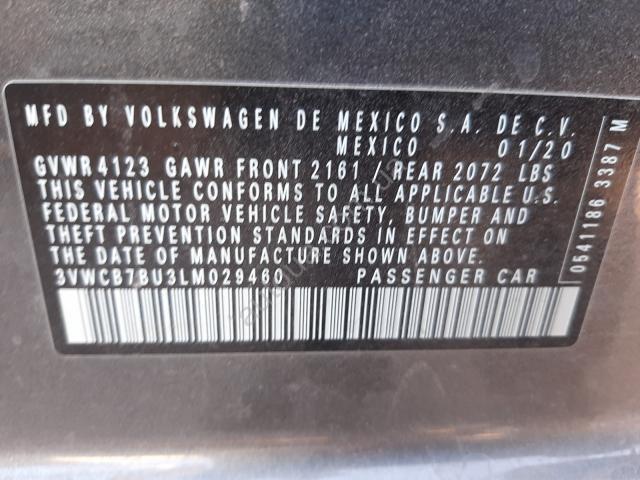 MFD BY VOLKSWAGEN DE MEXICO S.A. DE C.V.
MEXICO 01/20
GVWR 4123 GAWR FRONT 2161 / REAR 2072 LBS
THIS VEHICLE CONFORMS TO ALL APPLICABLE U.S.
FEDERAL MOTOR VEHICLE SAFETY, BUMPER AND
THEFT PREVENTION STANDARDS IN EFFECT ON
THE DATE OF MANUFACTURE SHOWN ABOVE.
3VWCB7BU3LM029460 PASSENGER CAR
0541186 3387 M